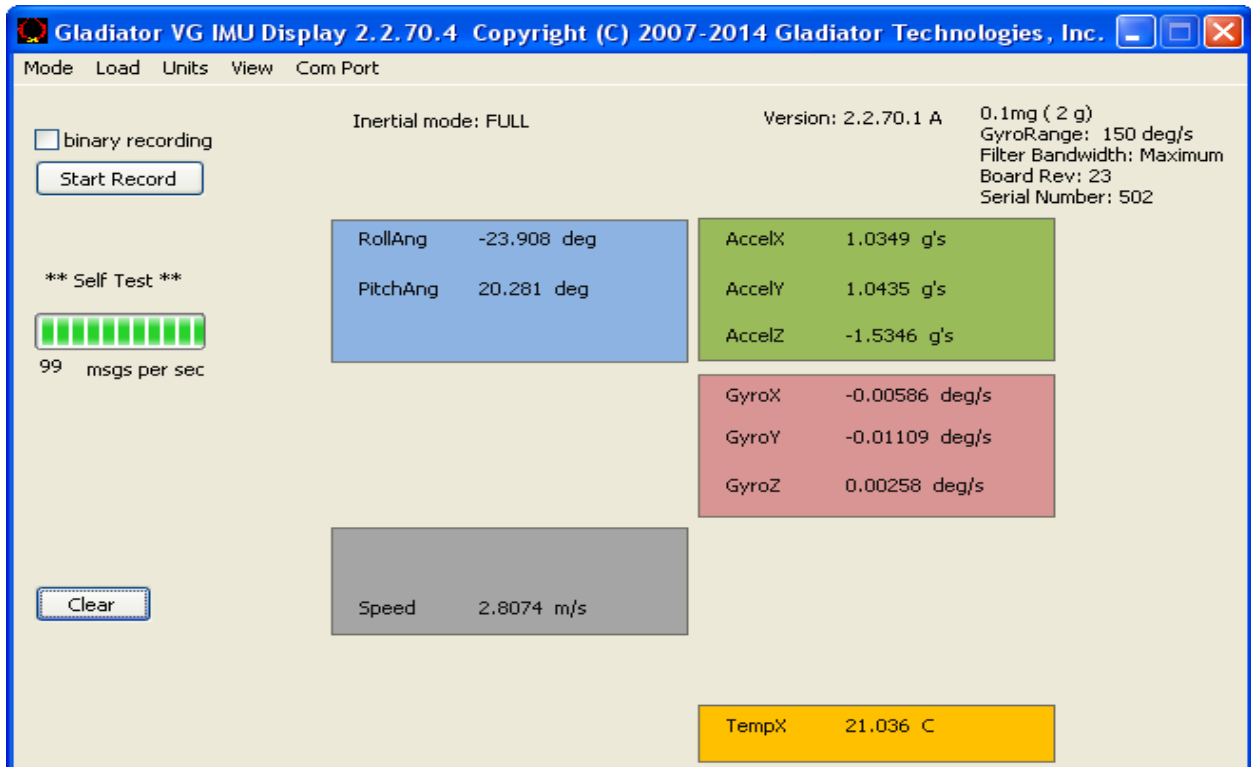 Gladiator VG IMU Display 2.2.70.4 Copyright (C) 2007-2014 Gladiator Technologies, Inc.
Mode Load Units View Com Port
binary recording
Start Record
Inertial mode: FULL
Version: 2.2.70.1 A
0.1mg ( 2 g)
GyroRange: 150 deg/s
Filter Bandwidth: Maximum
Board Rev: 23
Serial Number: 502
** Self Test **
99 msgs per sec
RollAng -23.908 deg
PitchAng 20.281 deg
AccelX 1.0349 g's
AccelY 1.0435 g's
AccelZ -1.5346 g's
GyroX -0.00586 deg/s
GyroY -0.01109 deg/s
GyroZ 0.00258 deg/s
Clear
Speed 2.8074 m/s
TempX 21.036 C